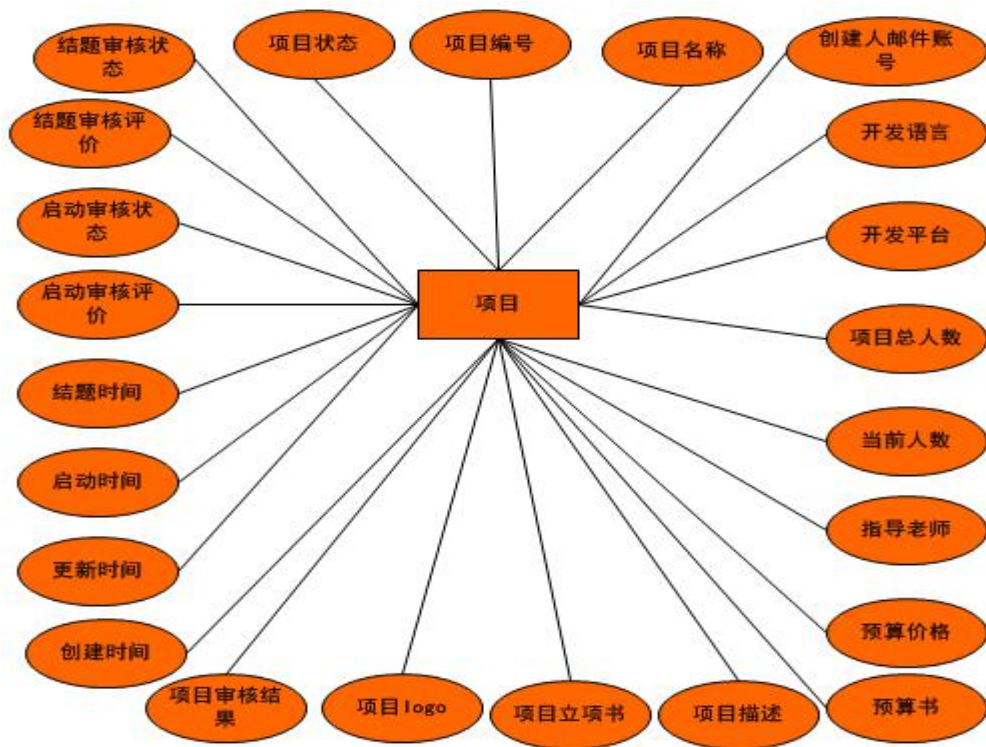 结题审核状
态
项目状态
项目编号
项目名称
创建人邮件账
号
结题审核评
价
开发语言
启动审核状
态
开发平台
启动审核评
价
项目
项目总人数
结题时间
当前人数
启动时间
指导老师
更新时间
创建时间
预算价格
项目审核结
果
项目logo
项目立项书
项目描述
预算书